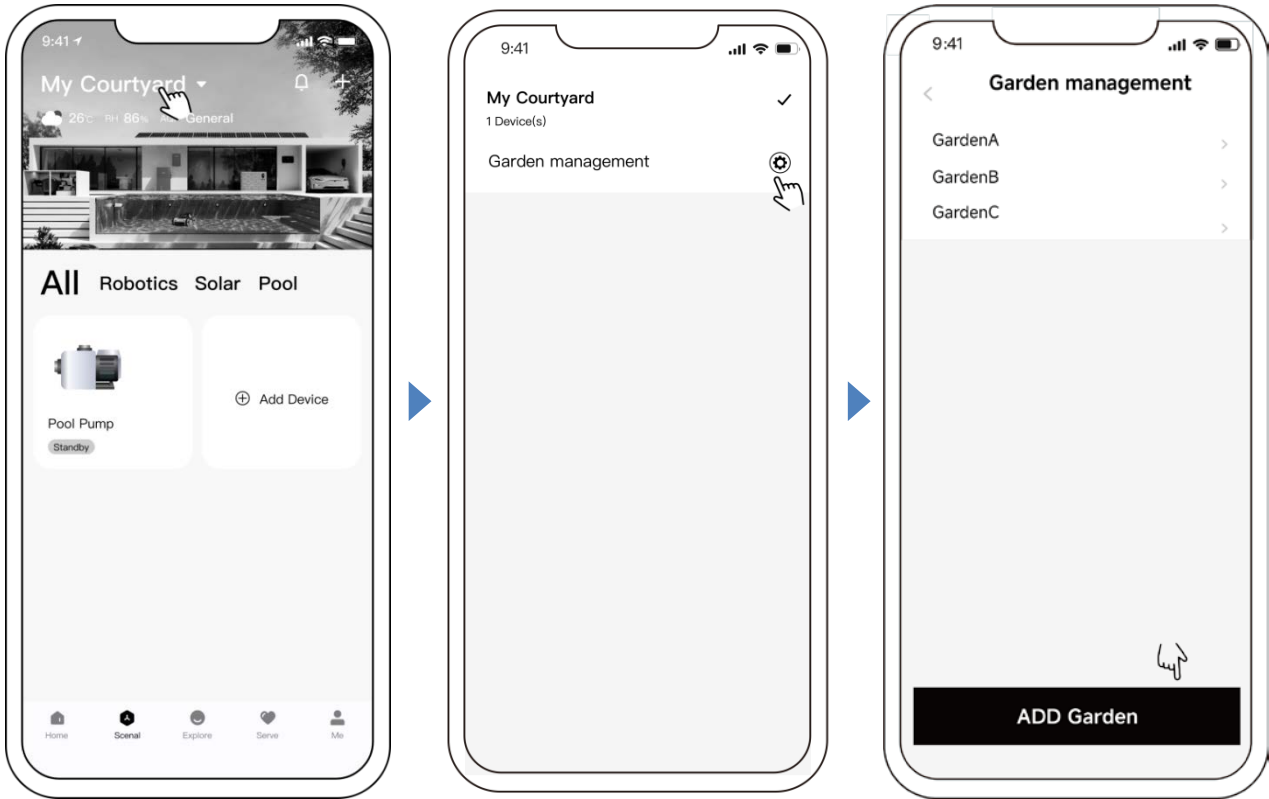 9:41
My Courtyard
26℃ RH 86% AQI General
All Robotics Solar Pool
Pool Pump
Standby
Add Device
Home Scenal Explore Serve Me
9:41
My Courtyard
1 Device(s)
Garden management
9:41
Garden management
GardenA
GardenB
GardenC
ADD Garden